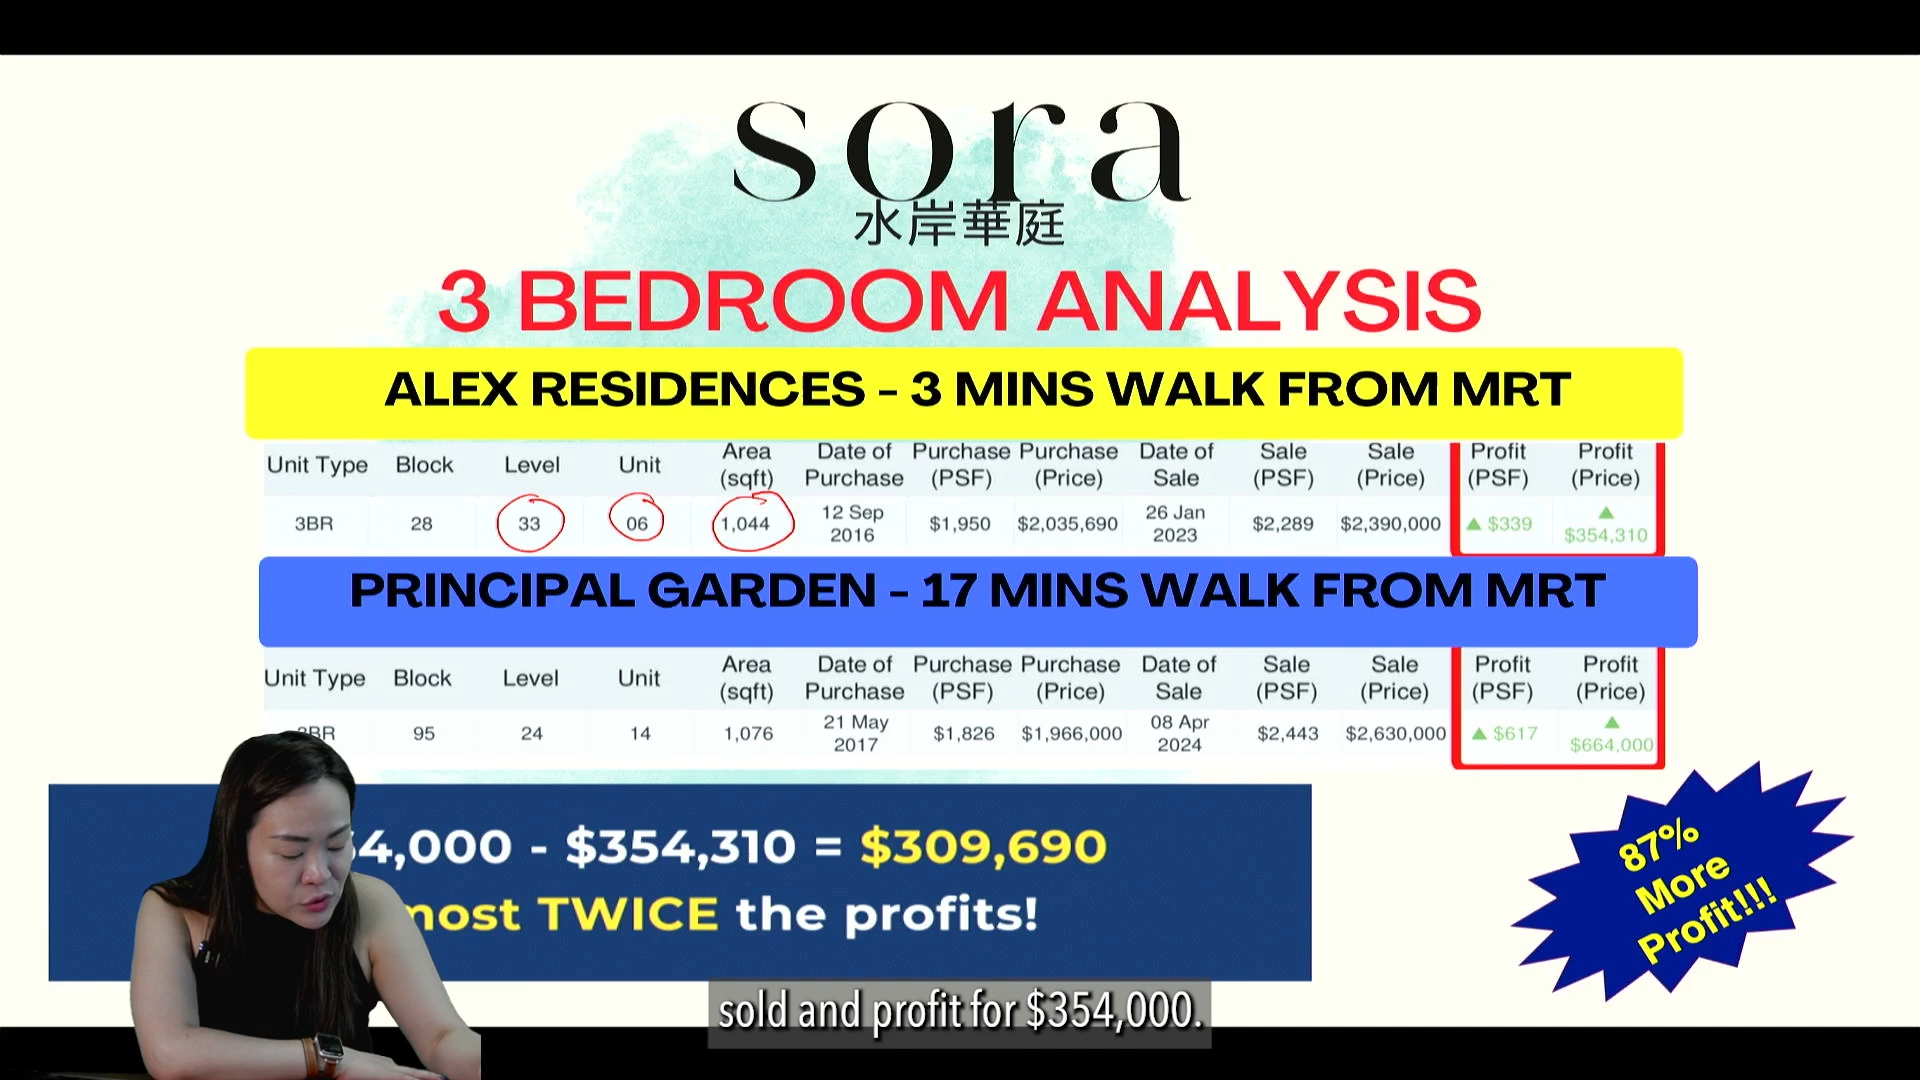 sora
水岸華庭
3 BEDROOM ANALYSIS
ALEX RESIDENCES - 3 MINS WALK FROM MRT
Unit Type Block Level Unit Area (sqft) Date of Purchase Purchase (PSF) Purchase (Price) Date of Sale Sale (PSF) Sale (Price) Profit (PSF) Profit (Price)
3BR 28 33 06 1,044 12 Sep 2016 $1,950 $2,035,690 26 Jan 2023 $2,289 $2,390,000 ▲ $339 ▲ $354,310
PRINCIPAL GARDEN - 17 MINS WALK FROM MRT
Unit Type Block Level Unit Area (sqft) Date of Purchase Purchase (PSF) Purchase (Price) Date of Sale Sale (PSF) Sale (Price) Profit (PSF) Profit (Price)
BR 95 24 14 1,076 21 May 2017 $1,826 $1,966,000 08 Apr 2024 $2,443 $2,630,000 ▲ $617 ▲ $664,000
4,000 - $354,310 = $309,690
most TWICE the profits!
87%
More
Profit!!!
sold and profit for $354,000.